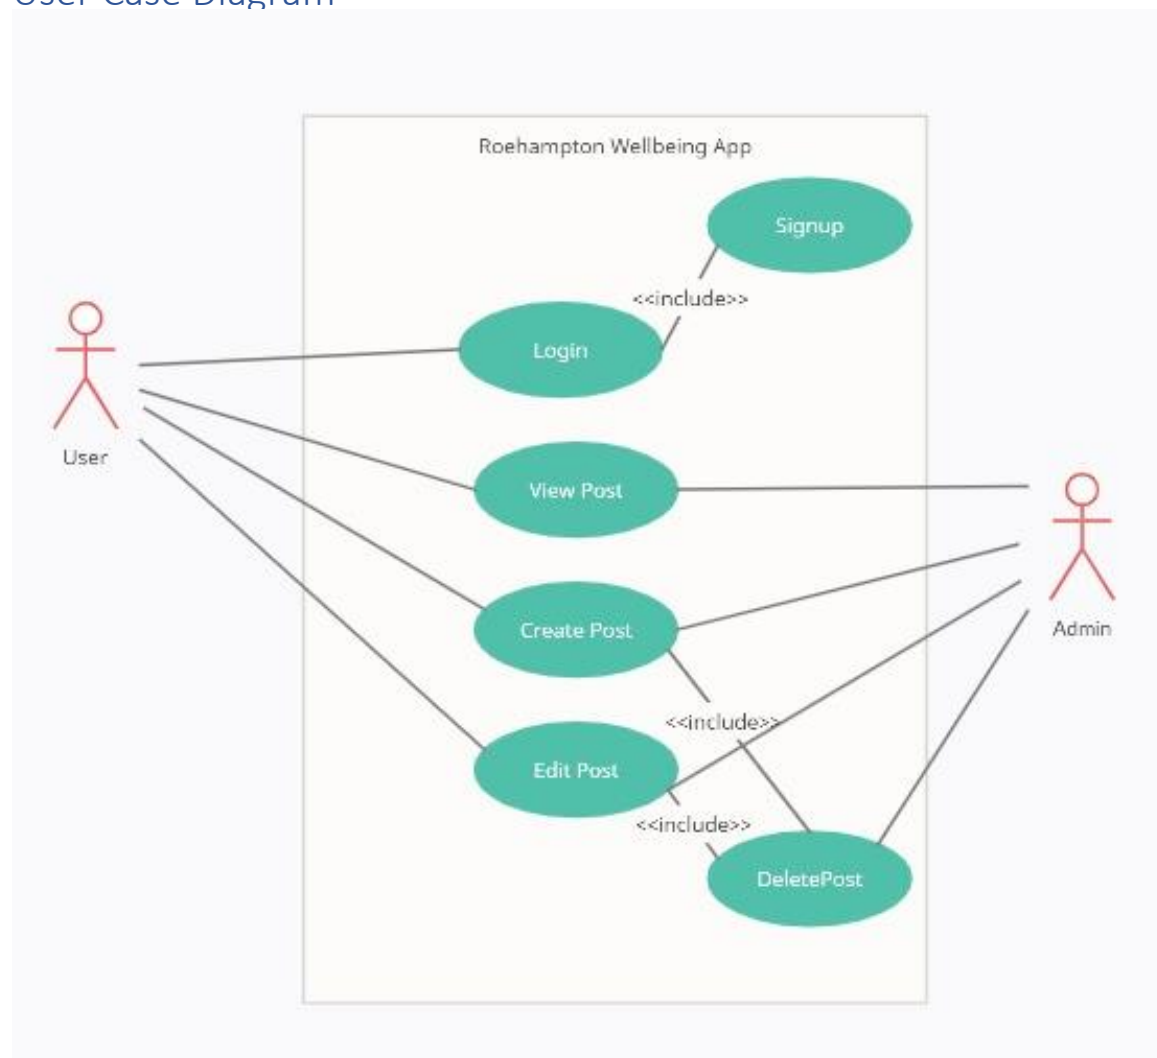 User Case Diagram
Roehampton Wellbeing App
Signup
<<include>>
Login
User
View Post
Create Post
Admin
<<include>>
Edit Post
<<include>>
DeletePost